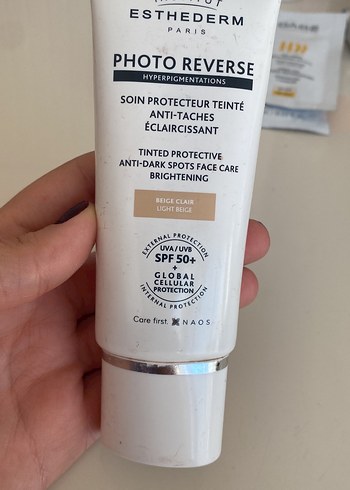 INSTITUT
ESTHEDERM
PARIS
PHOTO REVERSE
HYPERPIGMENTATIONS
SOIN PROTECTEUR TEINTÉ
ANTI-TACHES
ÉCLAIRCISSANT
TINTED PROTECTIVE
ANTI-DARK SPOTS FACE CARE
BRIGHTENING
BEIGE CLAIR
LIGHT BEIGE
EXTERNAL PROTECTION
UVA / UVB
SPF 50+
+
GLOBAL
CELLULAR
PROTECTION
INTERNAL PROTECTION
Care first. NAOS